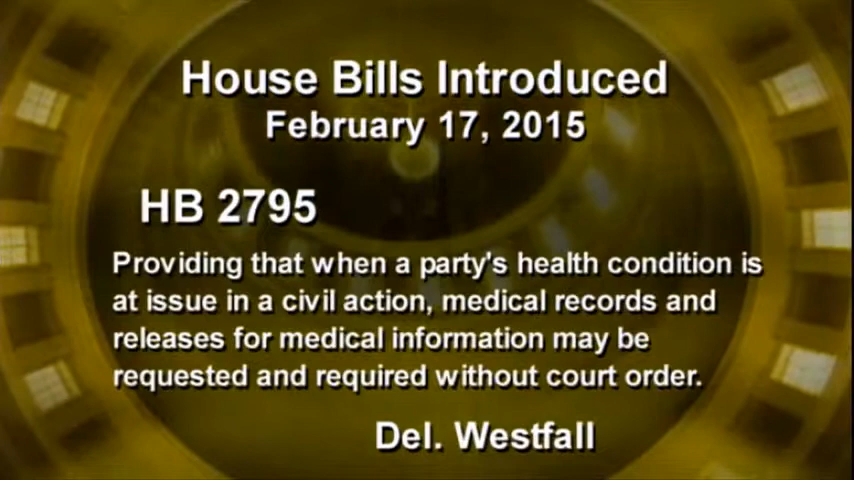 House Bills Introduced
February 17, 2015
HB 2795
Providing that when a party's health condition is
at issue in a civil action, medical records and
releases for medical information may be
requested and required without court order.
Del. Westfall